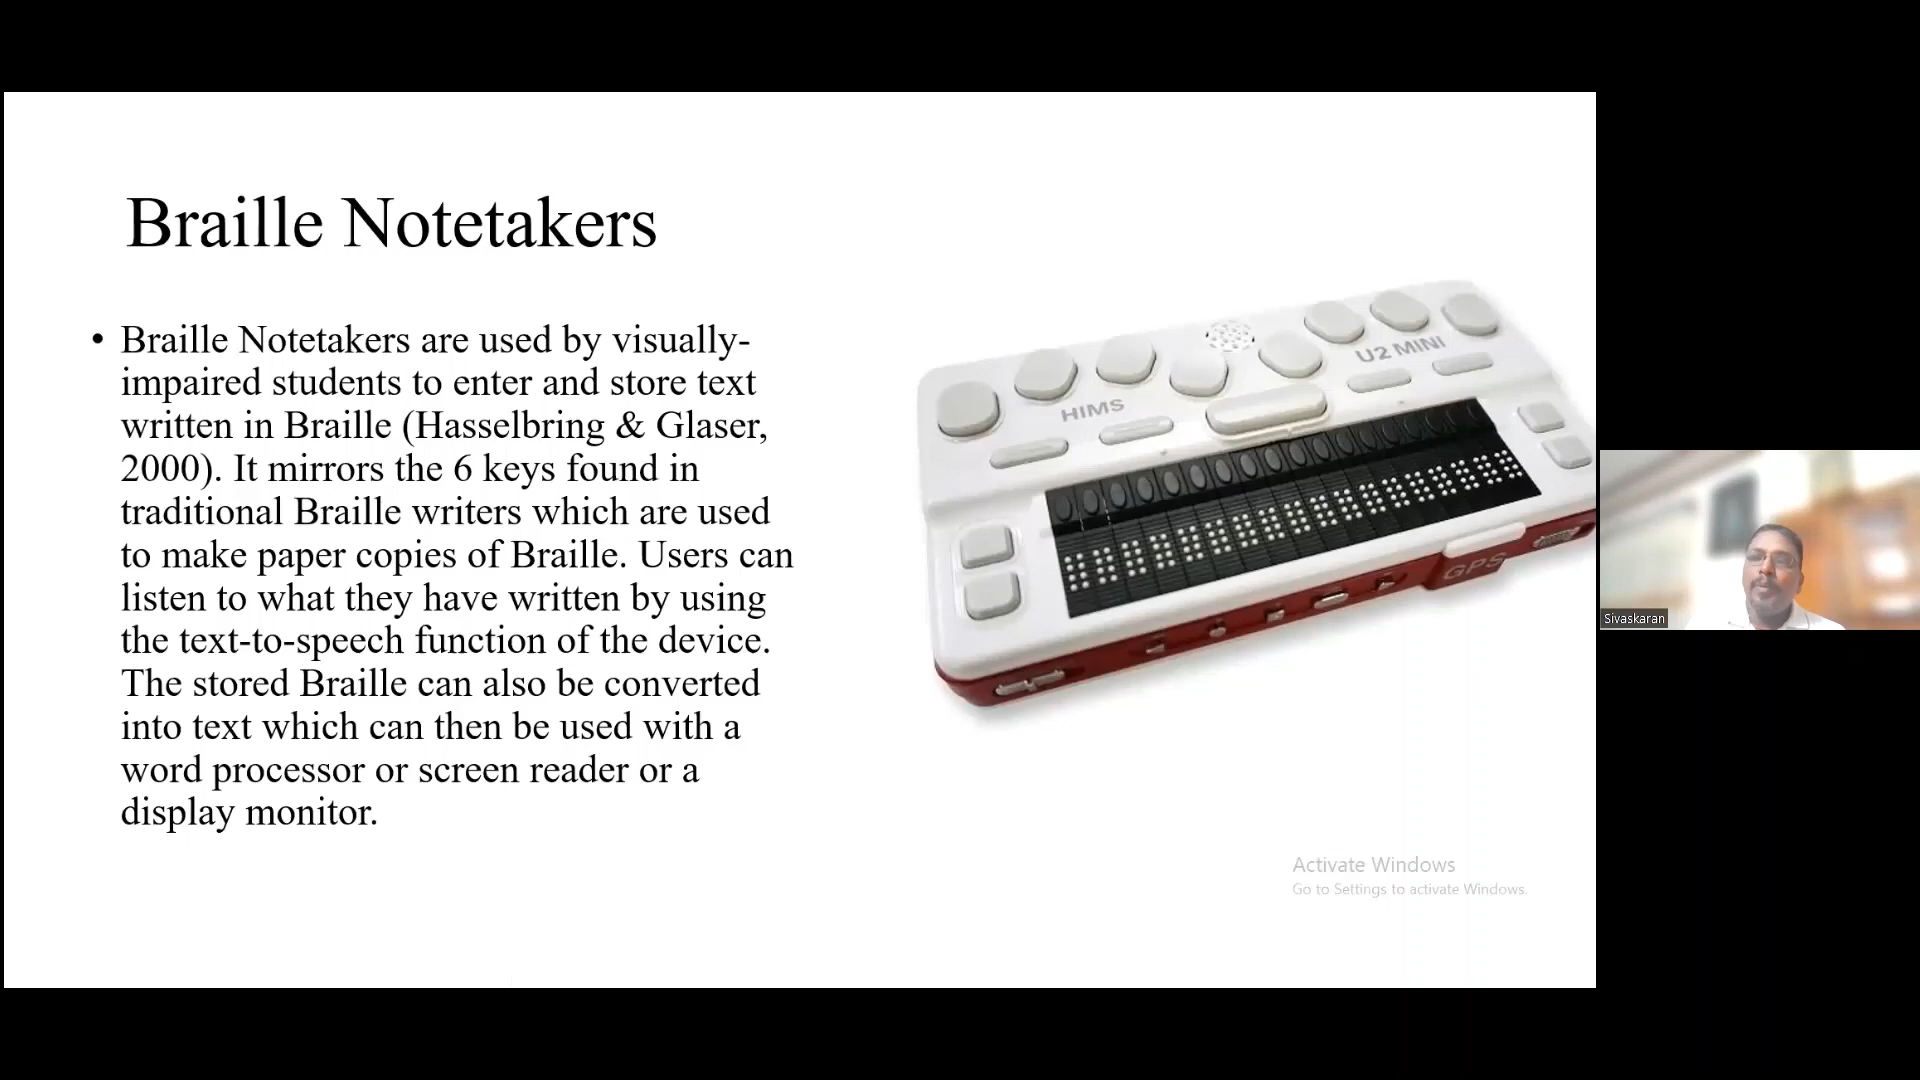 Braille Notetakers
• Braille Notetakers are used by visually-
impaired students to enter and store text
written in Braille (Hasselbring & Glaser,
2000). It mirrors the 6 keys found in
traditional Braille writers which are used
to make paper copies of Braille. Users can
listen to what they have written by using
the text-to-speech function of the device.
The stored Braille can also be converted
into text which can then be used with a
word processor or screen reader or a
display monitor.
HIMS
U2 MINI
GPS
Activate Windows
Go to Settings to activate Windows.
Sivaskaran